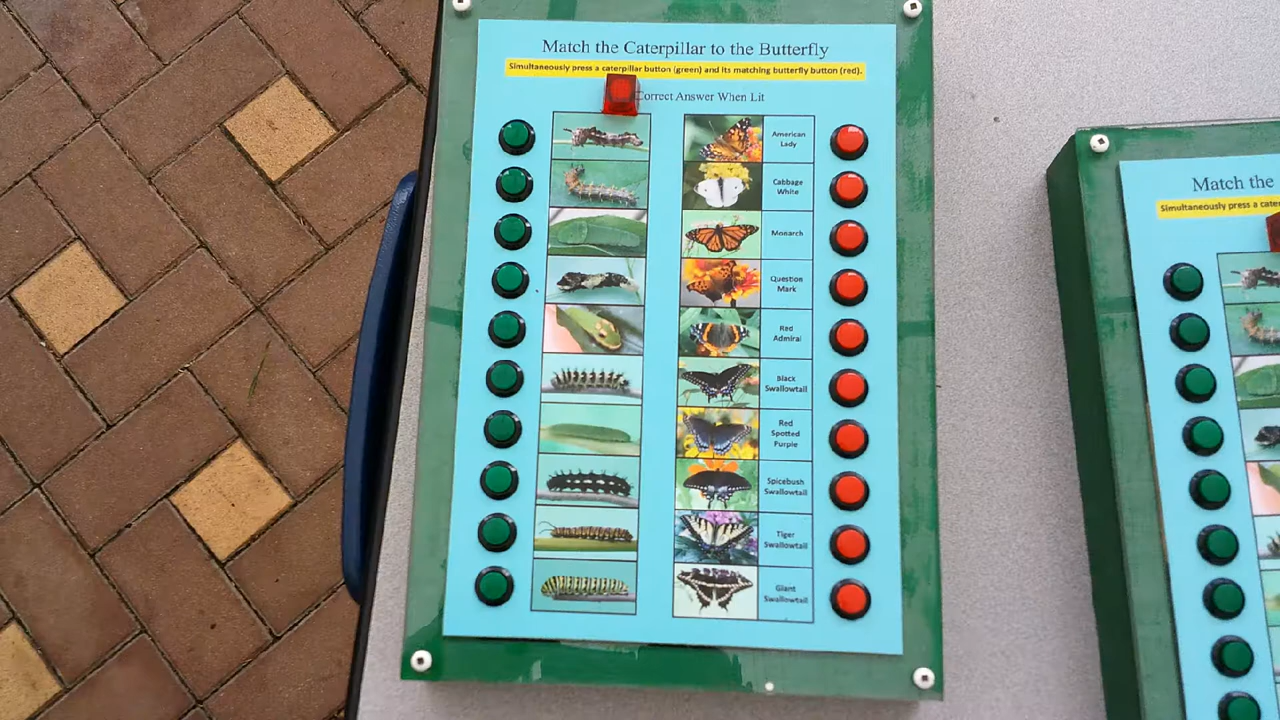 Match the Caterpillar to the Butterfly
Simultaneously press a caterpillar button (green) and its matching butterfly button (red).
Correct Answer When Lit
American
Lady
Cabbage
White
Monarch
Question
Mark
Red
Admiral
Black
Swallowtail
Red
Spotted
Purple
Spicebush
Swallowtail
Tiger
Swallowtail
Giant
Swallowtail
Match the
Simultaneously press a cater